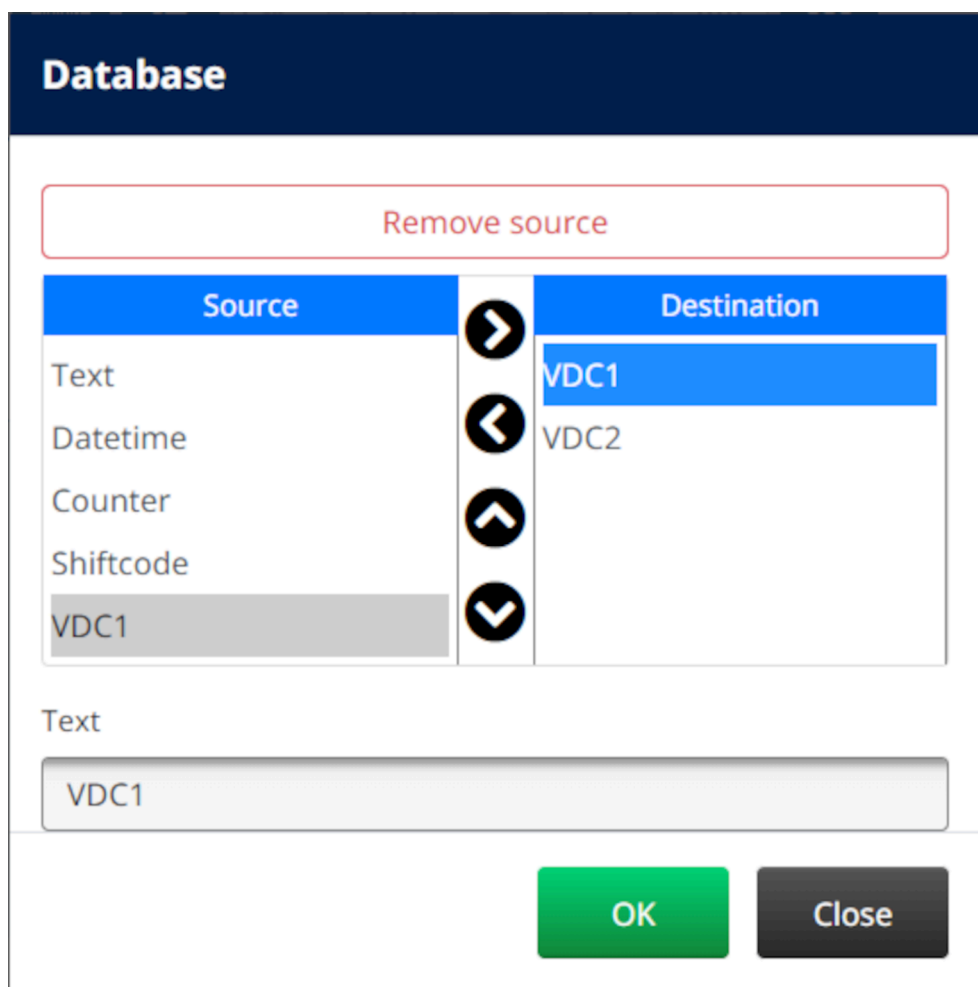 Database
Remove source
Source
Destination
Text
VDC1
Datetime
VDC2
Counter
Shiftcode
VDC1
Text
VDC1
OK
Close